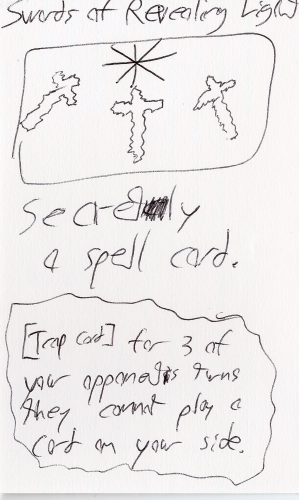 Swords of Revealing Light
Secretly
a spell card.
[Trap Card] for 3 of
your opponents turns
they cannot play a
card on your side.